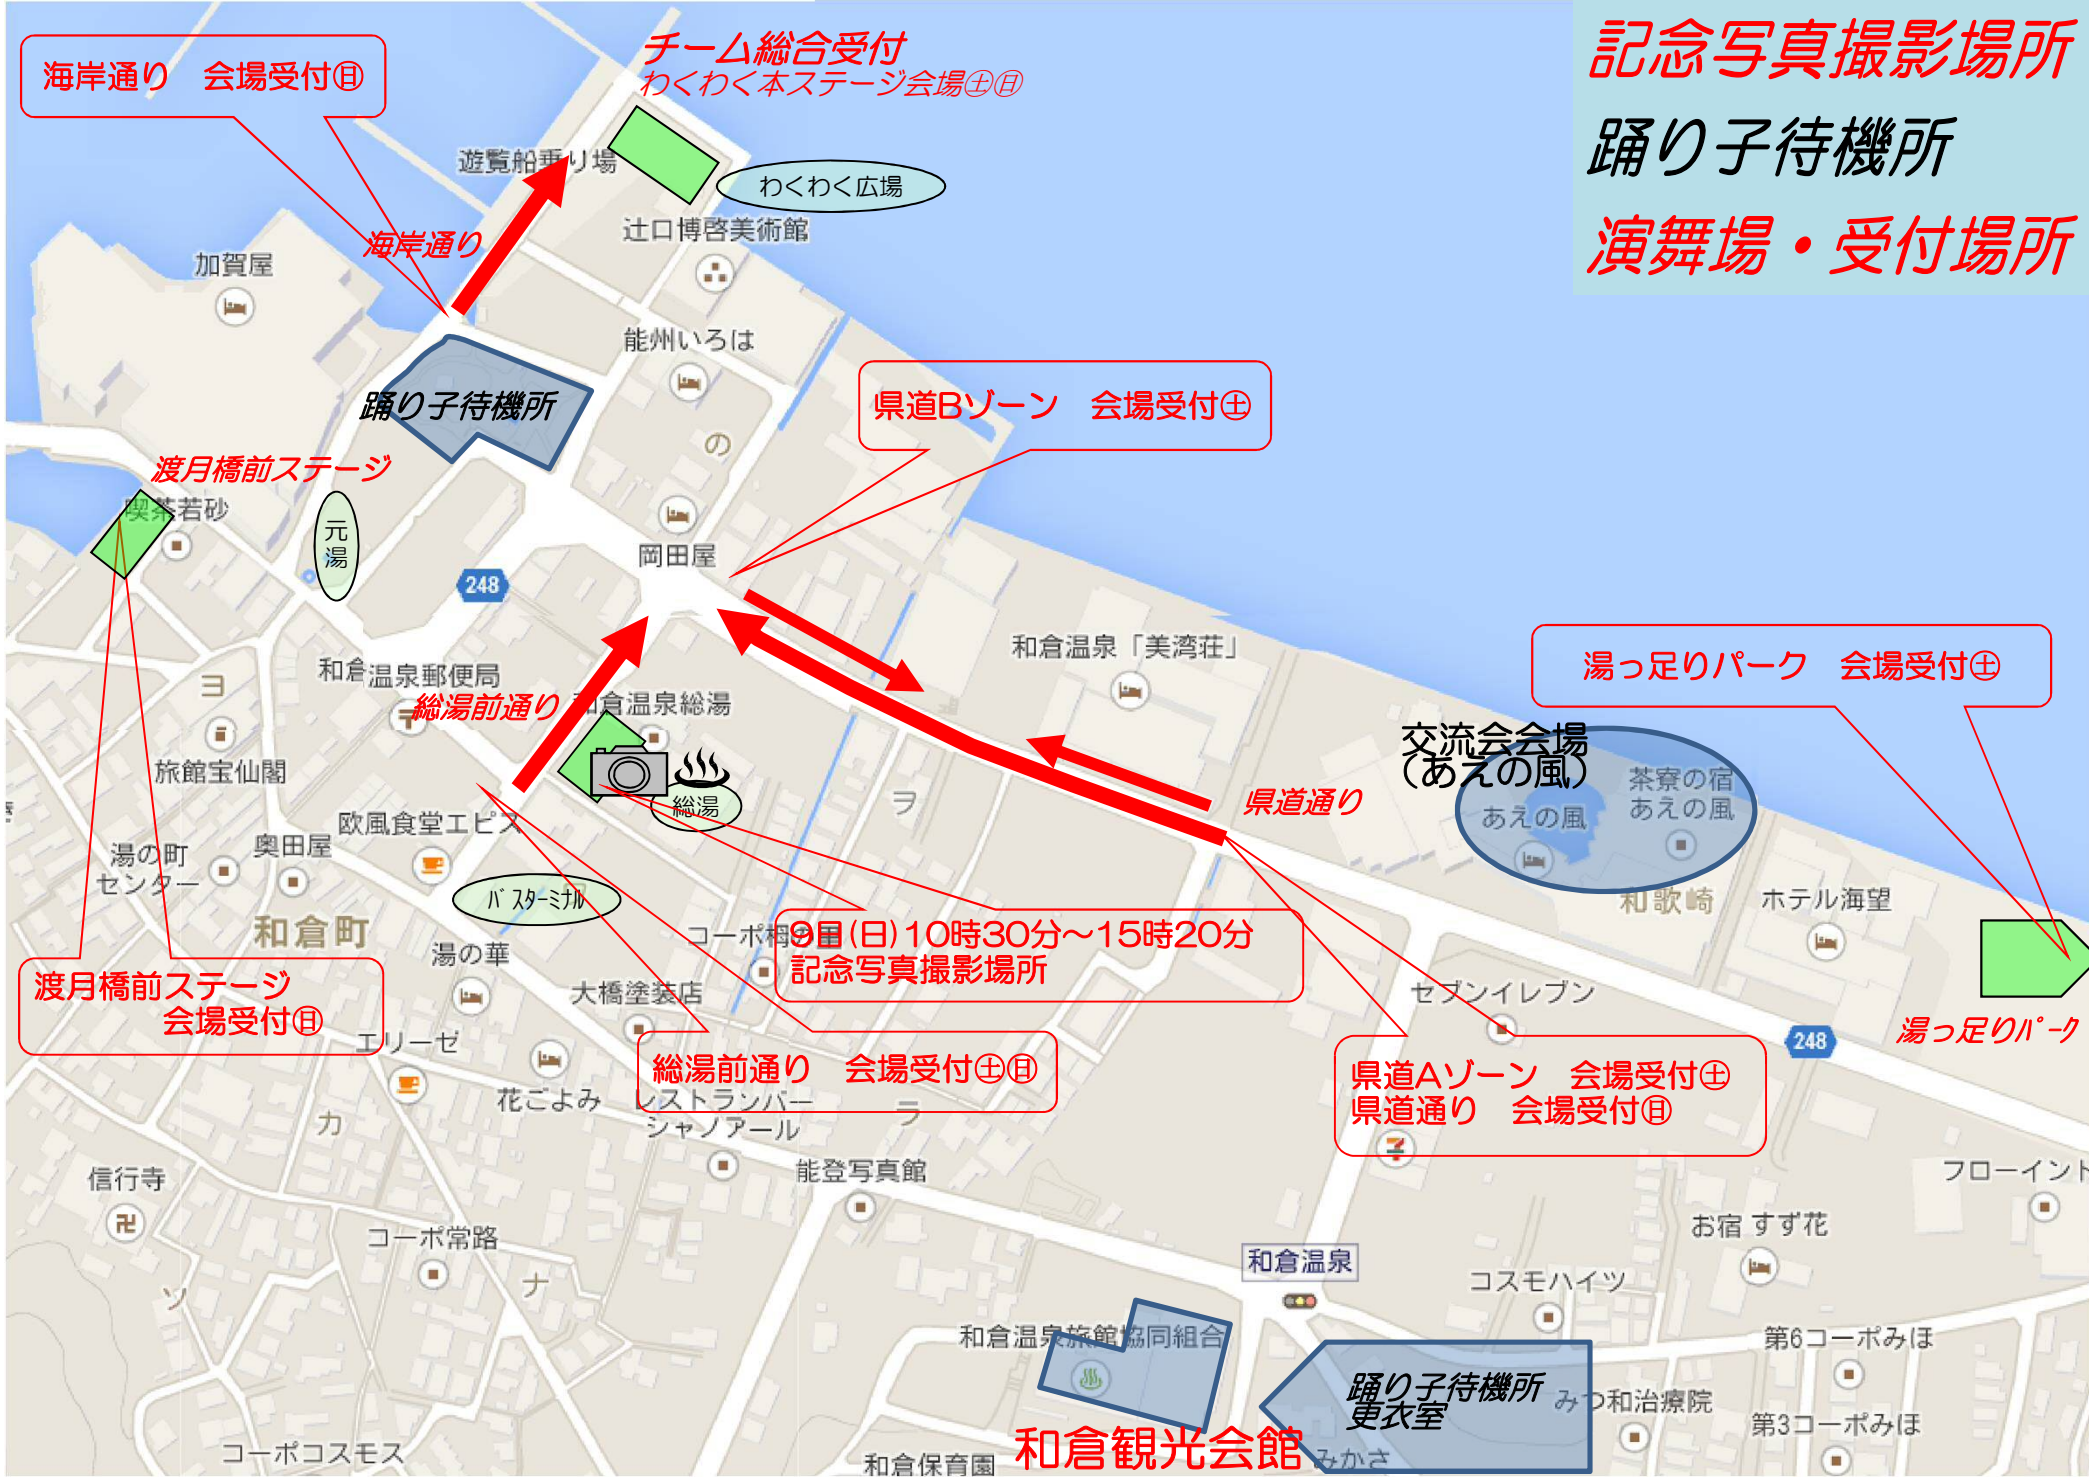 記念写真撮影場所
踊り子待機所
演舞場・受付場所
チーム総合受付
わくわく本ステージ会場㊏㊐
海岸通り　会場受付㊐
遊覧船乗り場
わくわく広場
辻口博啓美術館
海岸通り
加賀屋
能州いろは
踊り子待機所
県道Bゾーン　会場受付㊏
の
渡月橋前ステージ
喫茶若砂
元
湯
岡田屋
248
和倉温泉「美湾荘」
湯っ足りパーク　会場受付㊏
和倉温泉郵便局
ヨ
総湯前通り
和倉温泉総湯
交流会会場
（あえの風）
茶寮の宿
あえの風
あえの風
旅館宝仙閣
総湯
ヲ
県道通り
欧風食堂エピス
奥田屋
湯の町
センター
バスターミナル
和歌崎
ホテル海望
和倉町
湯の華
9日(日)10時30分～15時20分
記念写真撮影場所
大橋塗装店
セブンイレブン
渡月橋前ステージ
会場受付㊐
湯っ足りパーク
248
エリーゼ
総湯前通り　会場受付㊏㊐
県道Aゾーン　会場受付㊏
県道通り　会場受付㊐
花ごよみ
レストランバー
シャノアール
カ
ラ
信行寺
能登写真館
フローイント
コーポ常路
お宿 すず花
和倉温泉
ナ
ソ
コスモハイツ
和倉温泉旅館協同組合
第6コーポみほ
踊り子待機所
更衣室
みつ和治療院
第3コーポみほ
和倉観光会館
みかさ
コーポコスモス
和倉保育園